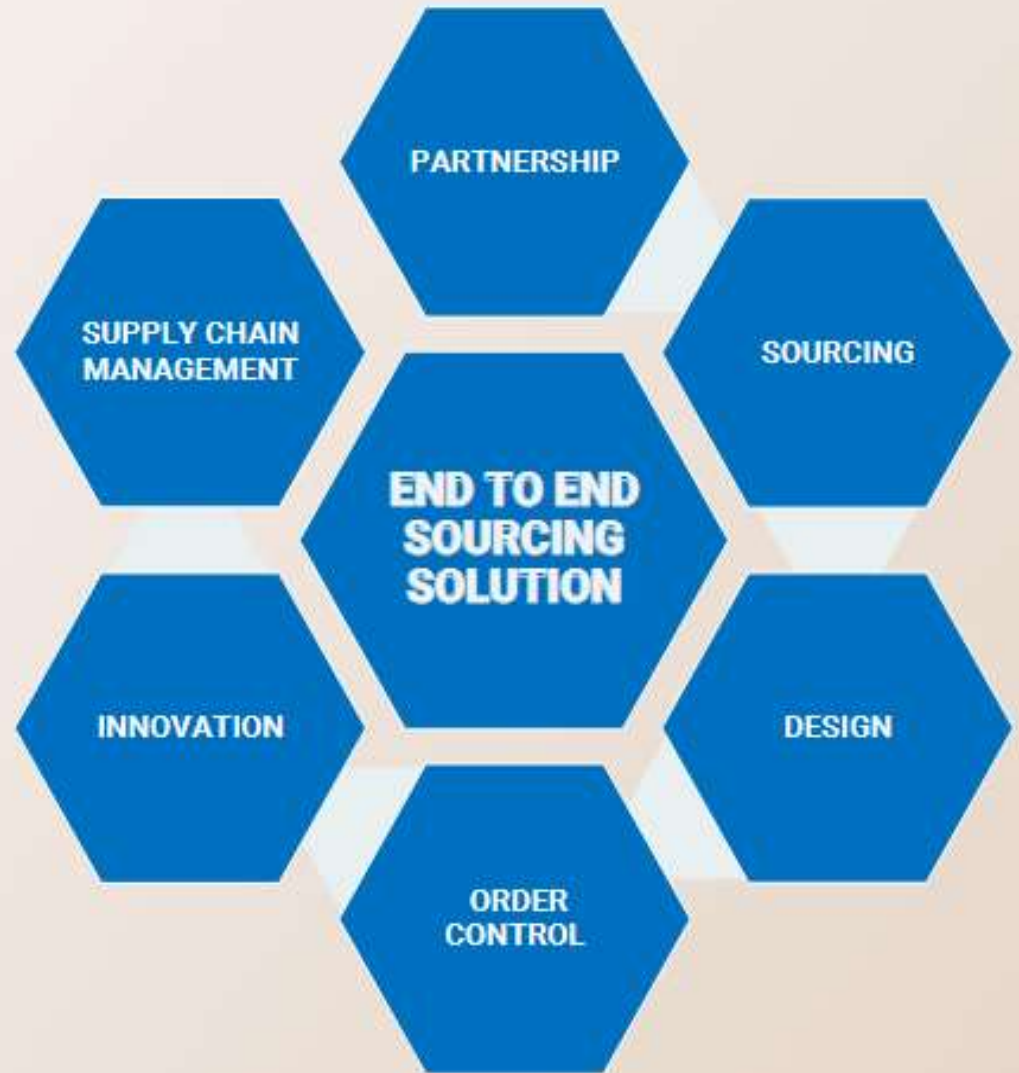 PARTNERSHIP
SUPPLY CHAIN
MANAGEMENT
SOURCING
END TO END
SOURCING
SOLUTION
INNOVATION
DESIGN
ORDER
CONTROL